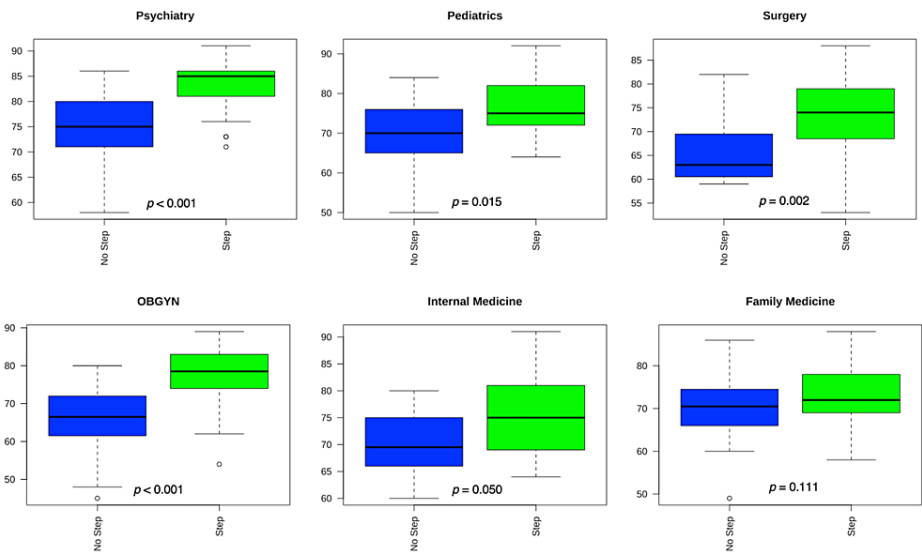 Psychiatry
90
85
80
75
70
65
60
p < 0.001
No Step
Step
Pediatrics
90
80
70
60
50
p = 0.015
No Step
Step
Surgery
85
80
75
70
65
60
55
p = 0.002
No Step
Step
OBGYN
90
80
70
60
50
p < 0.001
No Step
Step
Internal Medicine
90
85
80
75
70
65
60
p = 0.050
No Step
Step
Family Medicine
80
70
60
50
p = 0.111
No Step
Step